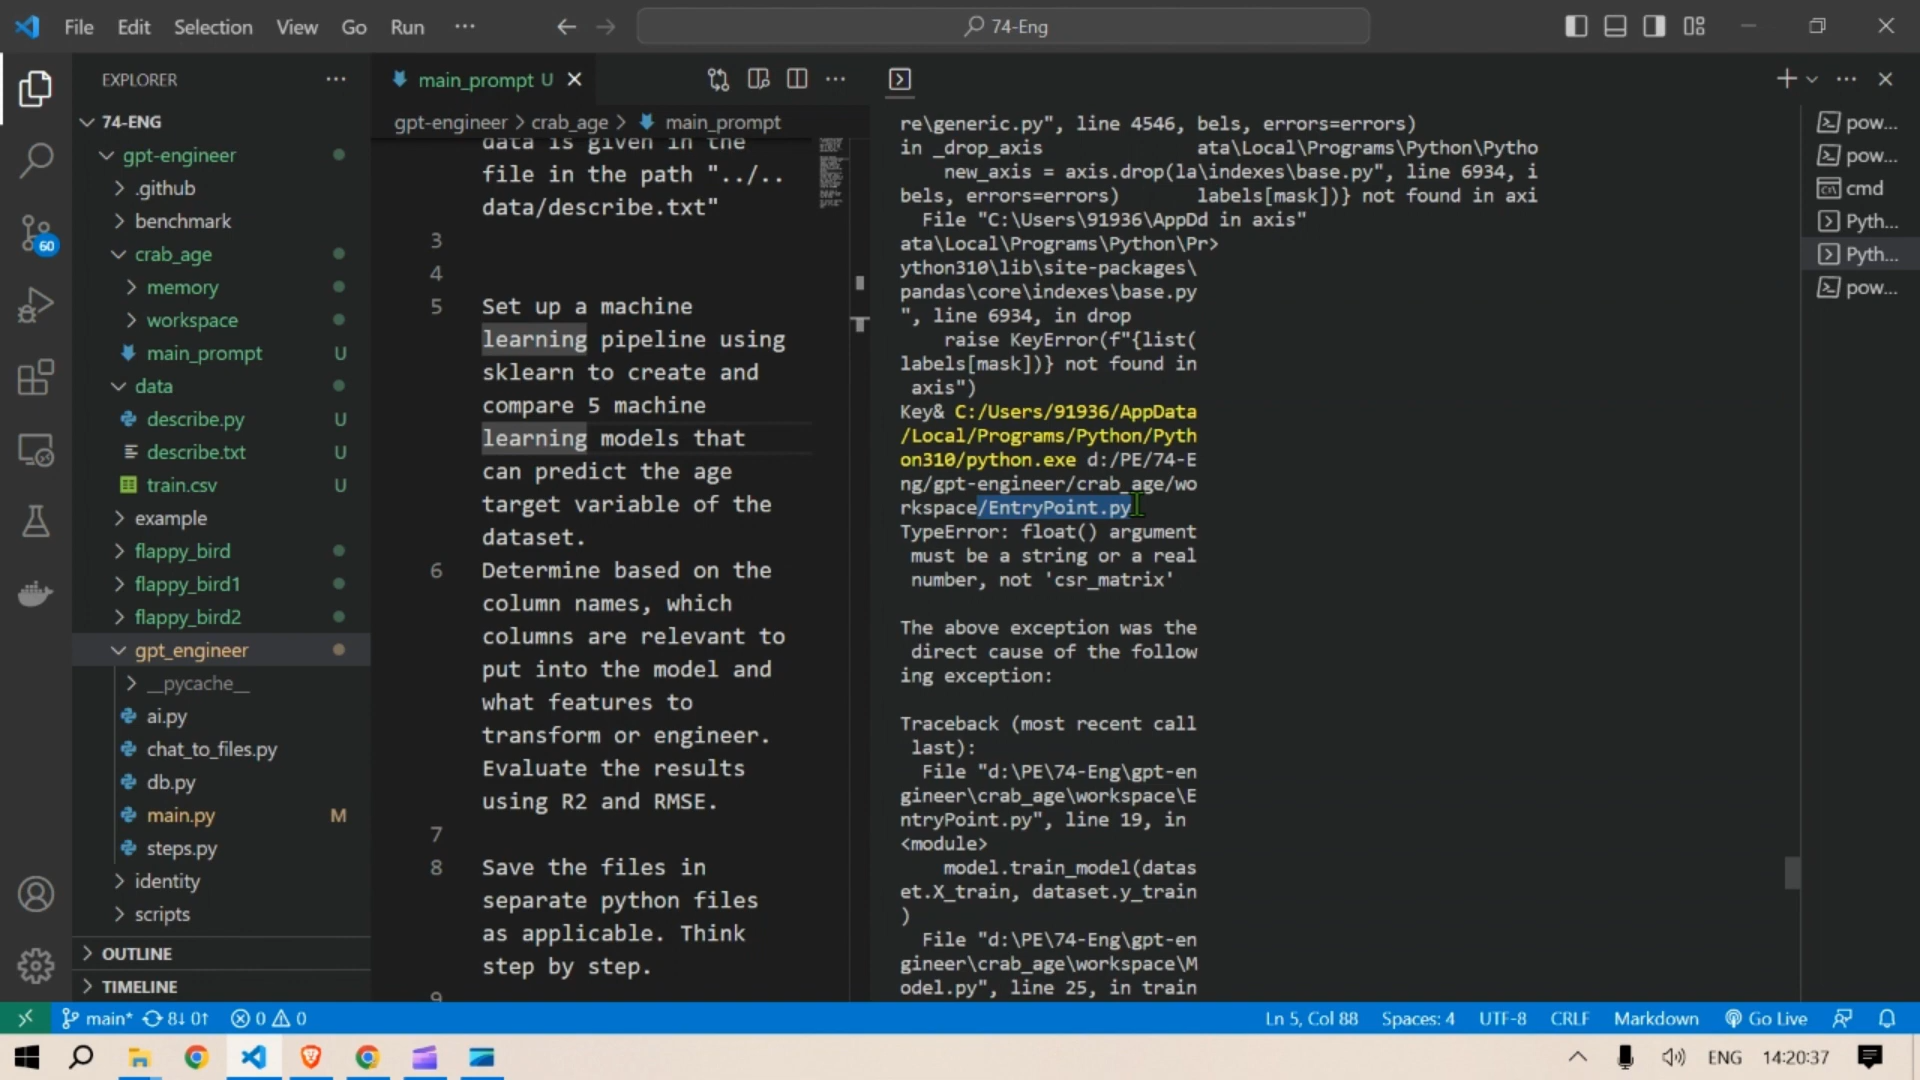 File Edit Selection View Go Run ··· 74-Eng
EXPLORER
74-ENG
gpt-engineer
.github
benchmark
crab_age
memory
workspace
main_prompt U
data
describe.py U
describe.txt U
train.csv U
example
flappy_bird
flappy_bird1
flappy_bird2
gpt_engineer
__pycache__
ai.py
chat_to_files.py
db.py
main.py M
steps.py
identity
scripts
OUTLINE
TIMELINE
60
main_prompt U
gpt-engineer > crab_age > main_prompt
data is given in the
file in the path "../..
data/describe.txt"
3
4
5 Set up a machine
learning pipeline using
sklearn to create and
compare 5 machine
learning models that
can predict the age
target variable of the
dataset.
6 Determine based on the
column names, which
columns are relevant to
put into the model and
what features to
transform or engineer.
Evaluate the results
using R2 and RMSE.
7
8 Save the files in
separate python files
as applicable. Think
step by step.
9
re\generic.py", line 4546, bels, errors=errors)
in _drop_axis ata\Local\Programs\Python\Pytho
new_axis = axis.drop(la\indexes\base.py", line 6934, i
bels, errors=errors) labels[mask])} not found in axi
File "C:\Users\91936\AppDd in axis"
ata\Local\Programs\Python\Pr>
ython310\lib\site-packages\
pandas\core\indexes\base.py
", line 6934, in drop
raise KeyError(f"{list(
labels[mask])} not found in
axis")
Key& C:/Users/91936/AppData
/Local/Programs/Python/Pyth
on310/python.exe d:/PE/74-E
ng/gpt-engineer/crab_age/wo
rkspace/EntryPoint.py
TypeError: float() argument
must be a string or a real
number, not 'csr_matrix'
The above exception was the
direct cause of the follow
ing exception:
Traceback (most recent call
last):
File "d:\PE\74-Eng\gpt-en
gineer\crab_age\workspace\E
ntryPoint.py", line 19, in
<module>
model.train_model(datas
et.X_train, dataset.y_train
)
File "d:\PE\74-Eng\gpt-en
gineer\crab_age\workspace\M
odel.py", line 25, in train
pow...
pow...
cmd
Pyth...
Pyth...
pow...
main* 8↓ 0↑ 0 0 Ln 5, Col 88 Spaces: 4 UTF-8 CRLF Markdown Go Live
ENG 14:20:37